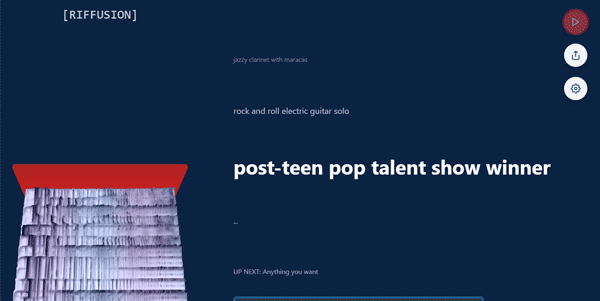 [RIFFUSION]
jazzy clarinet with maracas
rock and roll electric guitar solo
post-teen pop talent show winner
...
UP NEXT: Anything you want